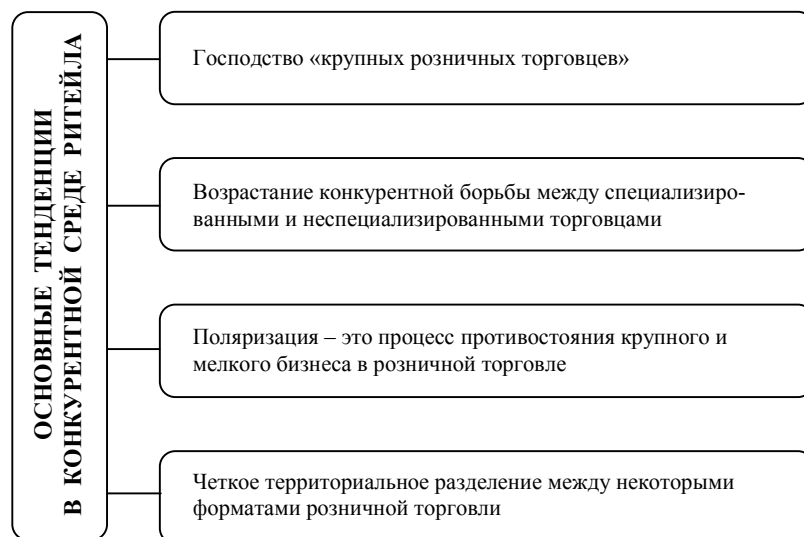 ОСНОВНЫЕ ТЕНДЕНЦИИ
В КОНКУРЕНТНОЙ СРЕДЕ РИТЕЙЛА
Господство «крупных розничных торговцев»
Возрастание конкурентной борьбы между специализиро-
ванными и неспециализированными торговцами
Поляризация – это процесс противостояния крупного и
мелкого бизнеса в розничной торговле
Четкое территориальное разделение между некоторыми
форматами розничной торговли